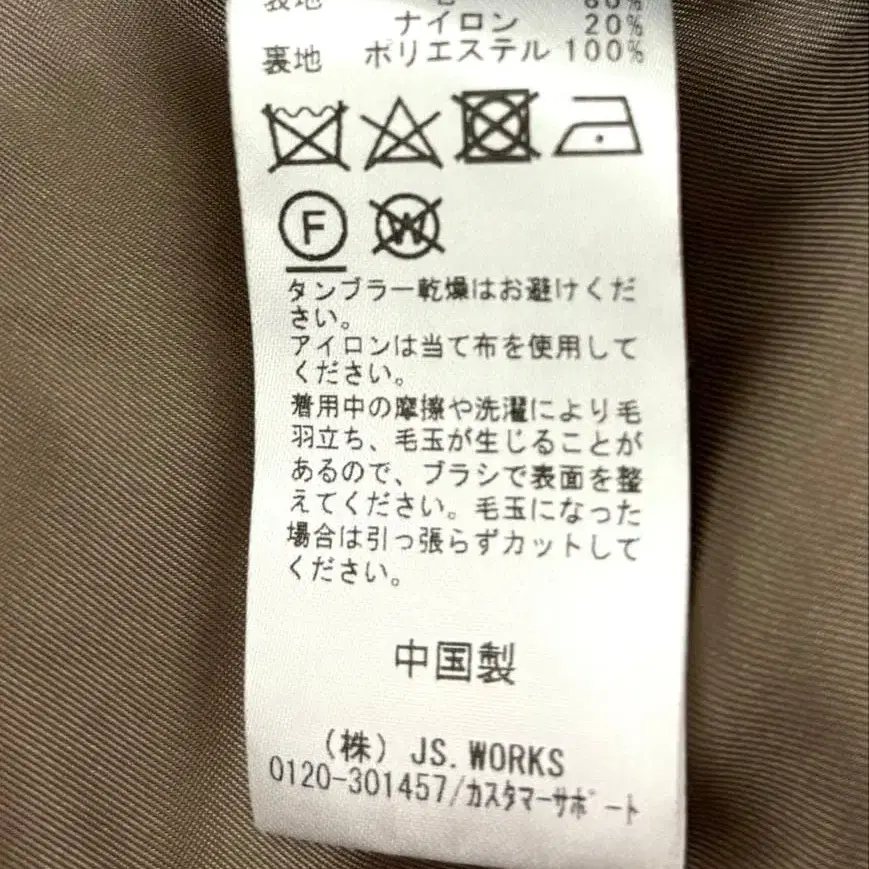 表地 毛 80%
ナイロン 20%
裏地 ポリエステル 100%
F W
タンブラー乾燥はお避けくだ
さい。
アイロンは当て布を使用して
ください。
着用中の摩擦や洗濯により毛
羽立ち、毛玉が生じることが
あるので、ブラシで表面を整
えてください。毛玉になった
場合は引っ張らずカットして
ください。
中国製
(株) JS.WORKS
0120-301457/カスタマーサポート